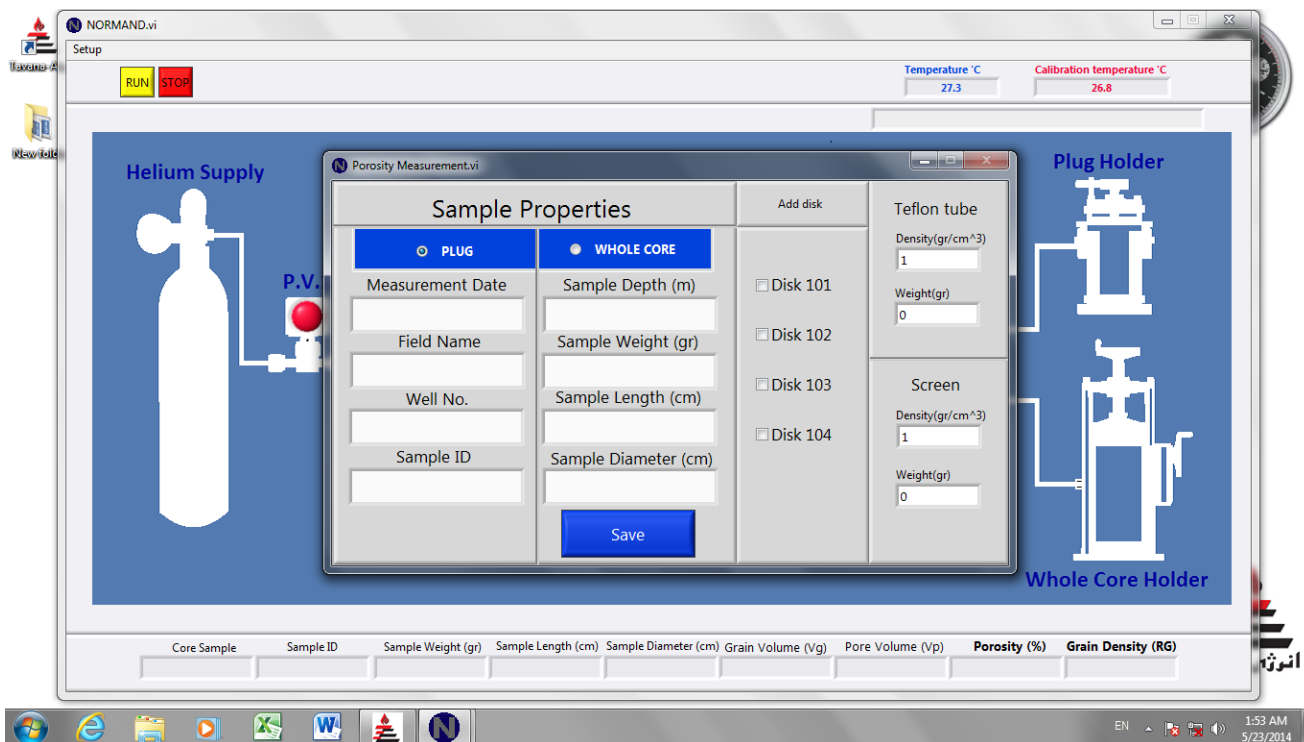 NORMAND.vi
Setup
RUN
STOP
Temperature °C
27.3
Calibration temperature °C
26.8
Helium Supply
P.V.
Plug Holder
Whole Core Holder
Porosity Measurement.vi
Sample Properties
PLUG
WHOLE CORE
Measurement Date
Sample Depth (m)
Field Name
Sample Weight (gr)
Well No.
Sample Length (cm)
Sample ID
Sample Diameter (cm)
Save
Add disk
Disk 101
Disk 102
Disk 103
Disk 104
Teflon tube
Density(gr/cm^3)
1
Weight(gr)
0
Screen
Density(gr/cm^3)
1
Weight(gr)
0
Core Sample
Sample ID
Sample Weight (gr)
Sample Length (cm)
Sample Diameter (cm)
Grain Volume (Vg)
Pore Volume (Vp)
Porosity (%)
Grain Density (RG)
EN
1:53 AM
5/23/2014